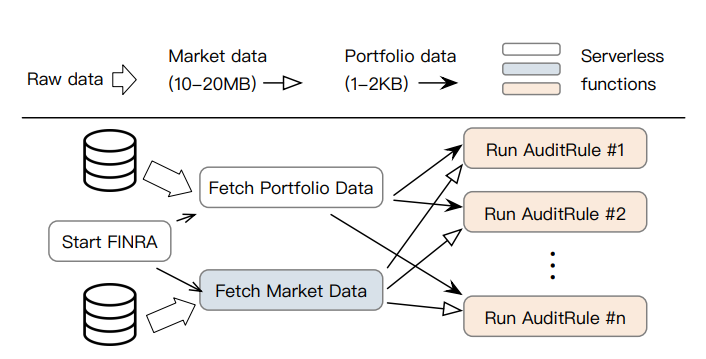 Raw data
Market data
(10–20MB)
Portfolio data
(1–2KB)
Serverless
functions
Fetch Portfolio Data
Start FINRA
Fetch Market Data
Run AuditRule #1
Run AuditRule #2
Run AuditRule #n